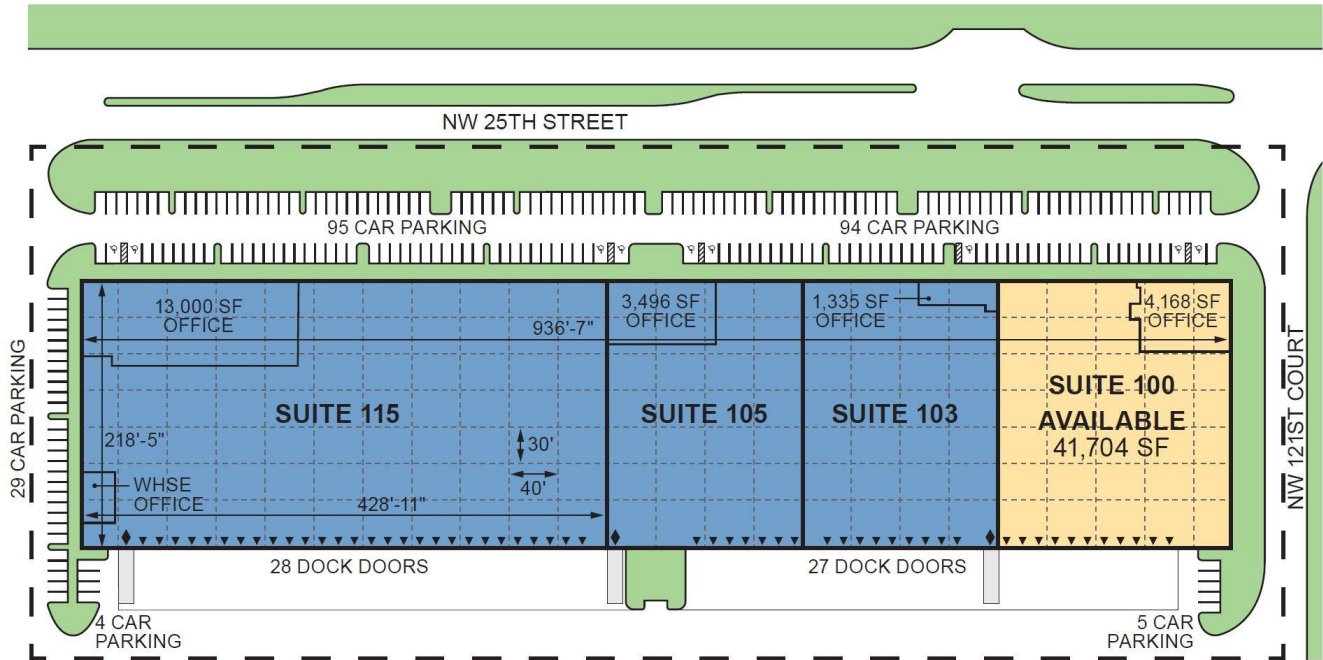 NW 25TH STREET
95 CAR PARKING
94 CAR PARKING
13,000 SF
OFFICE
936'-7"
3,496 SF
OFFICE
1,335 SF
OFFICE
4,168 SF
OFFICE
29 CAR PARKING
SUITE 115
SUITE 105
SUITE 103
SUITE 100
AVAILABLE
41,704 SF
NW 121ST COURT
218'-5"
30'
40'
WHSE
OFFICE
428'-11"
28 DOCK DOORS
27 DOCK DOORS
4 CAR
PARKING
5 CAR
PARKING